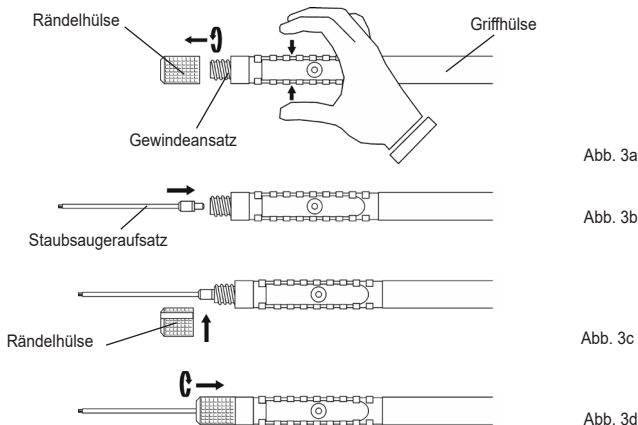 Rändelhülse
Griffhülse
Gewindeansatz
Abb. 3a
Staubsaugeraufsatz
Abb. 3b
Rändelhülse
Abb. 3c
Abb. 3d